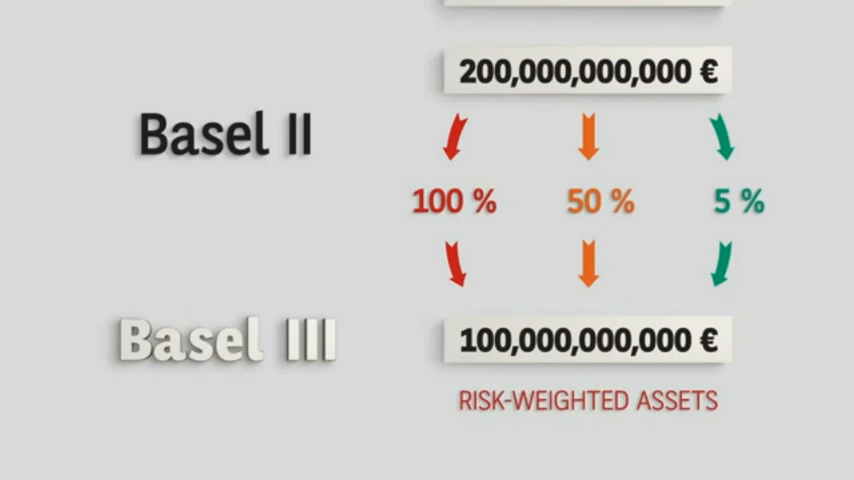 200,000,000,000 €
Basel II
100 % 50 % 5 %
Basel III
100,000,000,000 €
RISK-WEIGHTED ASSETS